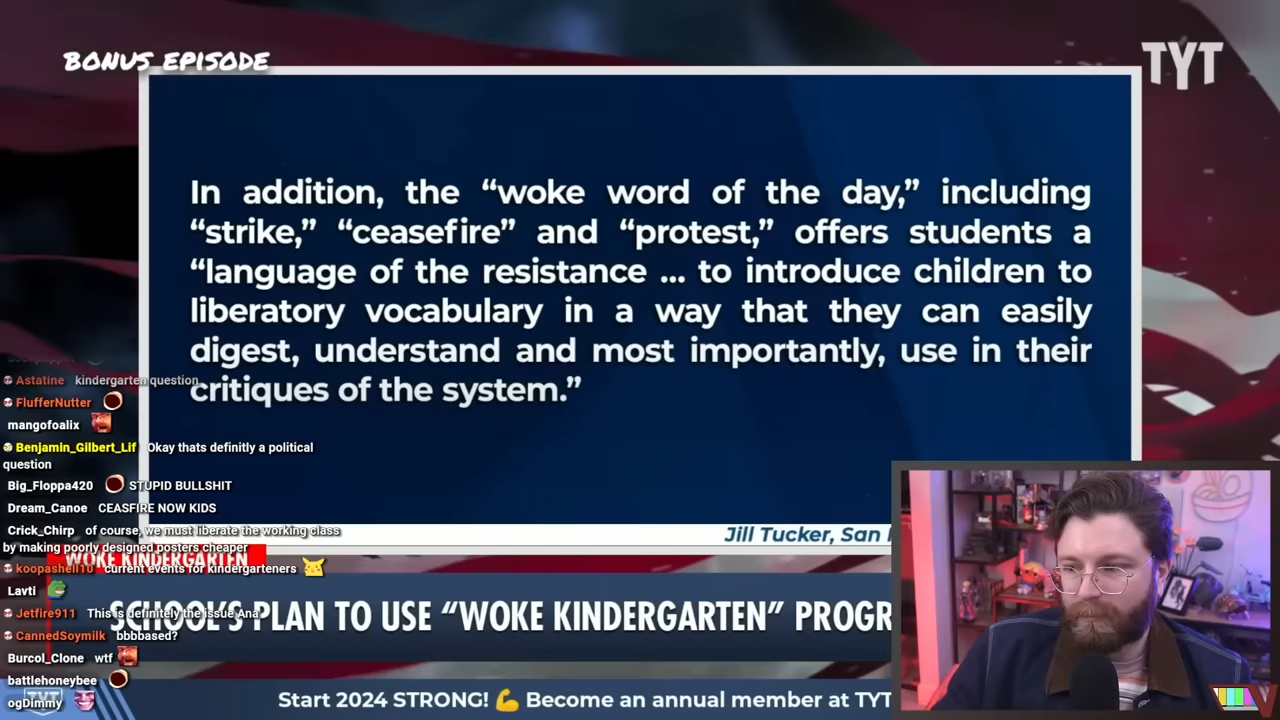 BONUS EPISODE
TYT
In addition, the “woke word of the day,” including
“strike,” “ceasefire” and “protest,” offers students a
“language of the resistance ... to introduce children to
liberatory vocabulary in a way that they can easily
digest, understand and most importantly, use in their
critiques of the system.”
Jill Tucker, San
Astatine kindergarten question
FlufferNutter
mangofoalix
Benjamin_Gilbert_Lif Okay thats definitly a political
question
Big_Floppa420 STUPID BULLSHIT
Dream_Canoe CEASFIRE NOW KIDS
Crick_Chirp of course, we must liberate the working class
by making poorly designed posters cheaper
koopashell10 current events for kindergarteners
Lavti
Jetfire911 This is definitely the issue Ana
CannedSoymilk bbbbased?
Burcol_Clone wtf
battlehoneybee
ogDimmy
WOKE KINDERGARTEN
SCHOOL'S PLAN TO USE “WOKE KINDERGARTEN” PROGR
TYT
Start 2024 STRONG! 💪 Become an annual member at TYT